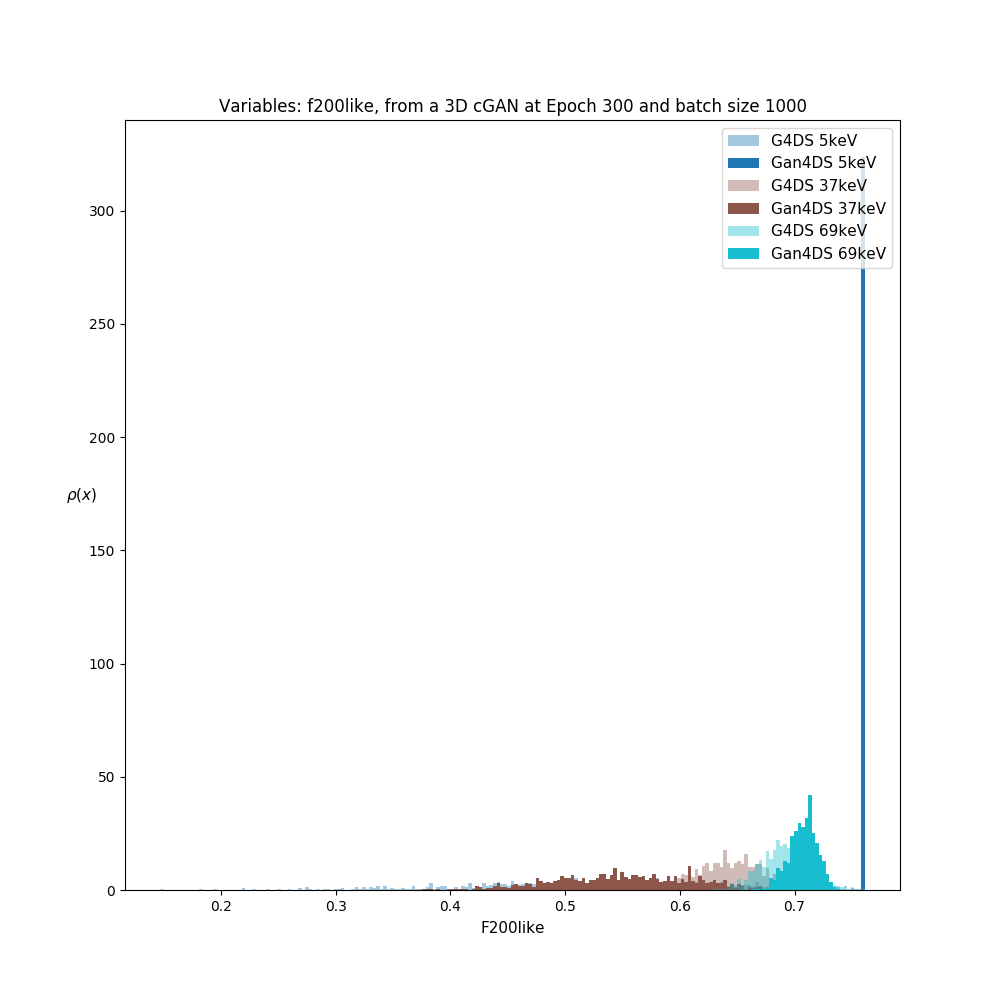 Variables: f200like, from a 3D cGAN at Epoch 300 and batch size 1000
G4DS 5keV
Gan4DS 5keV
G4DS 37keV
Gan4DS 37keV
G4DS 69keV
Gan4DS 69keV
300
250
200
ρ(x)
150
100
50
0
0.2 0.3 0.4 0.5 0.6 0.7
F200like